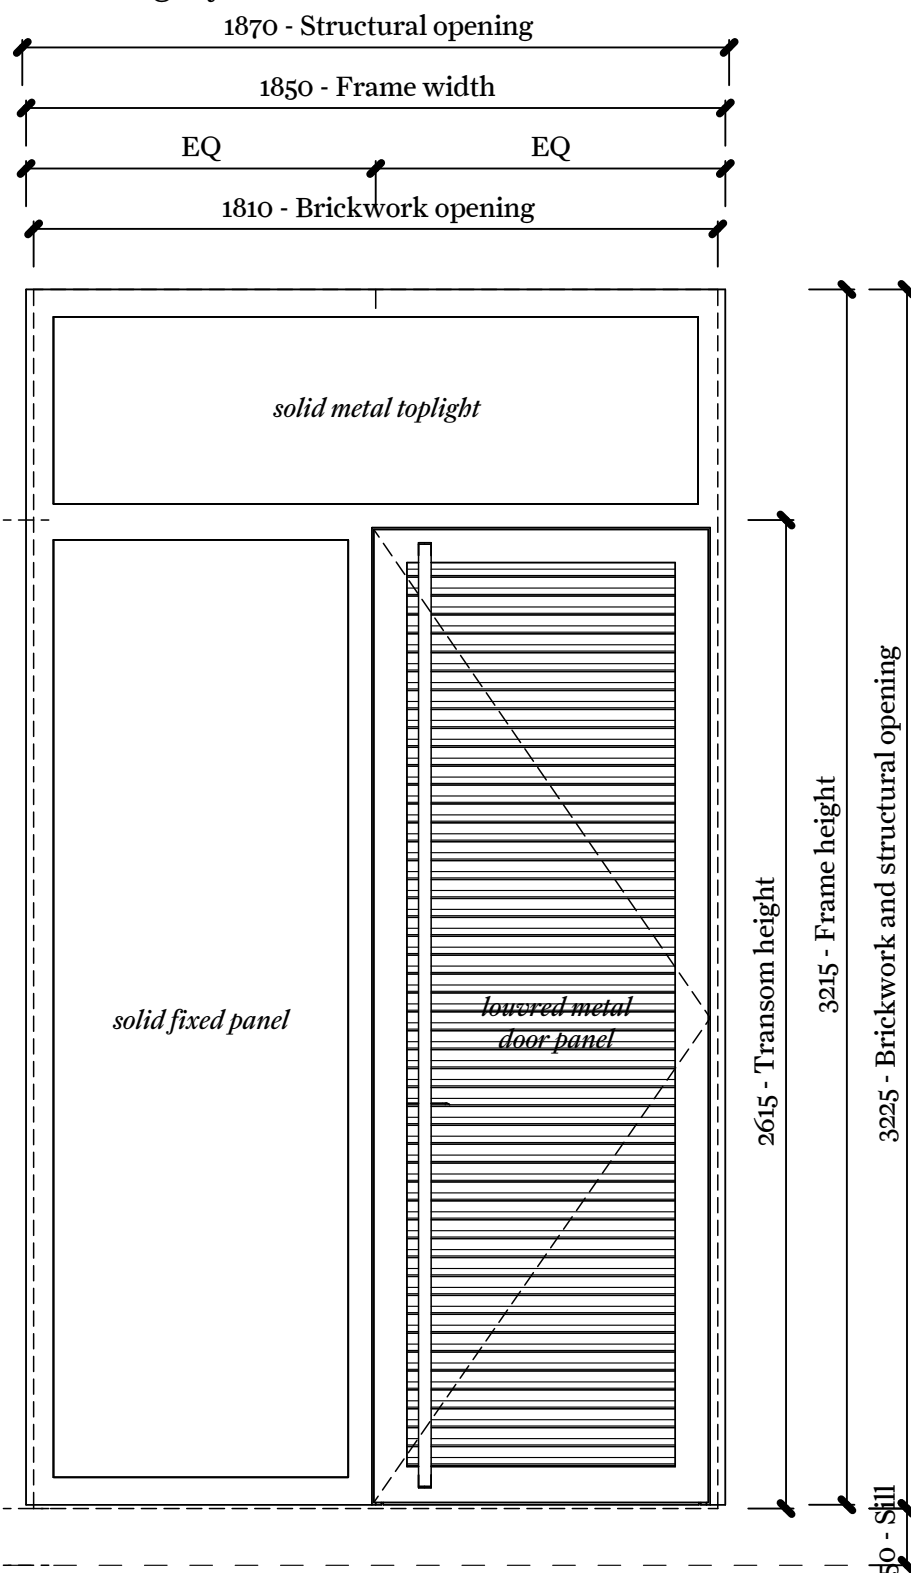 1870 - Structural opening
1850 - Frame width
EQ
EQ
1810 - Brickwork opening
solid metal toplight
solid fixed panel
louvred metal
door panel
2615 - Transom height
3215 - Frame height
3225 - Brickwork and structural opening
- Sill